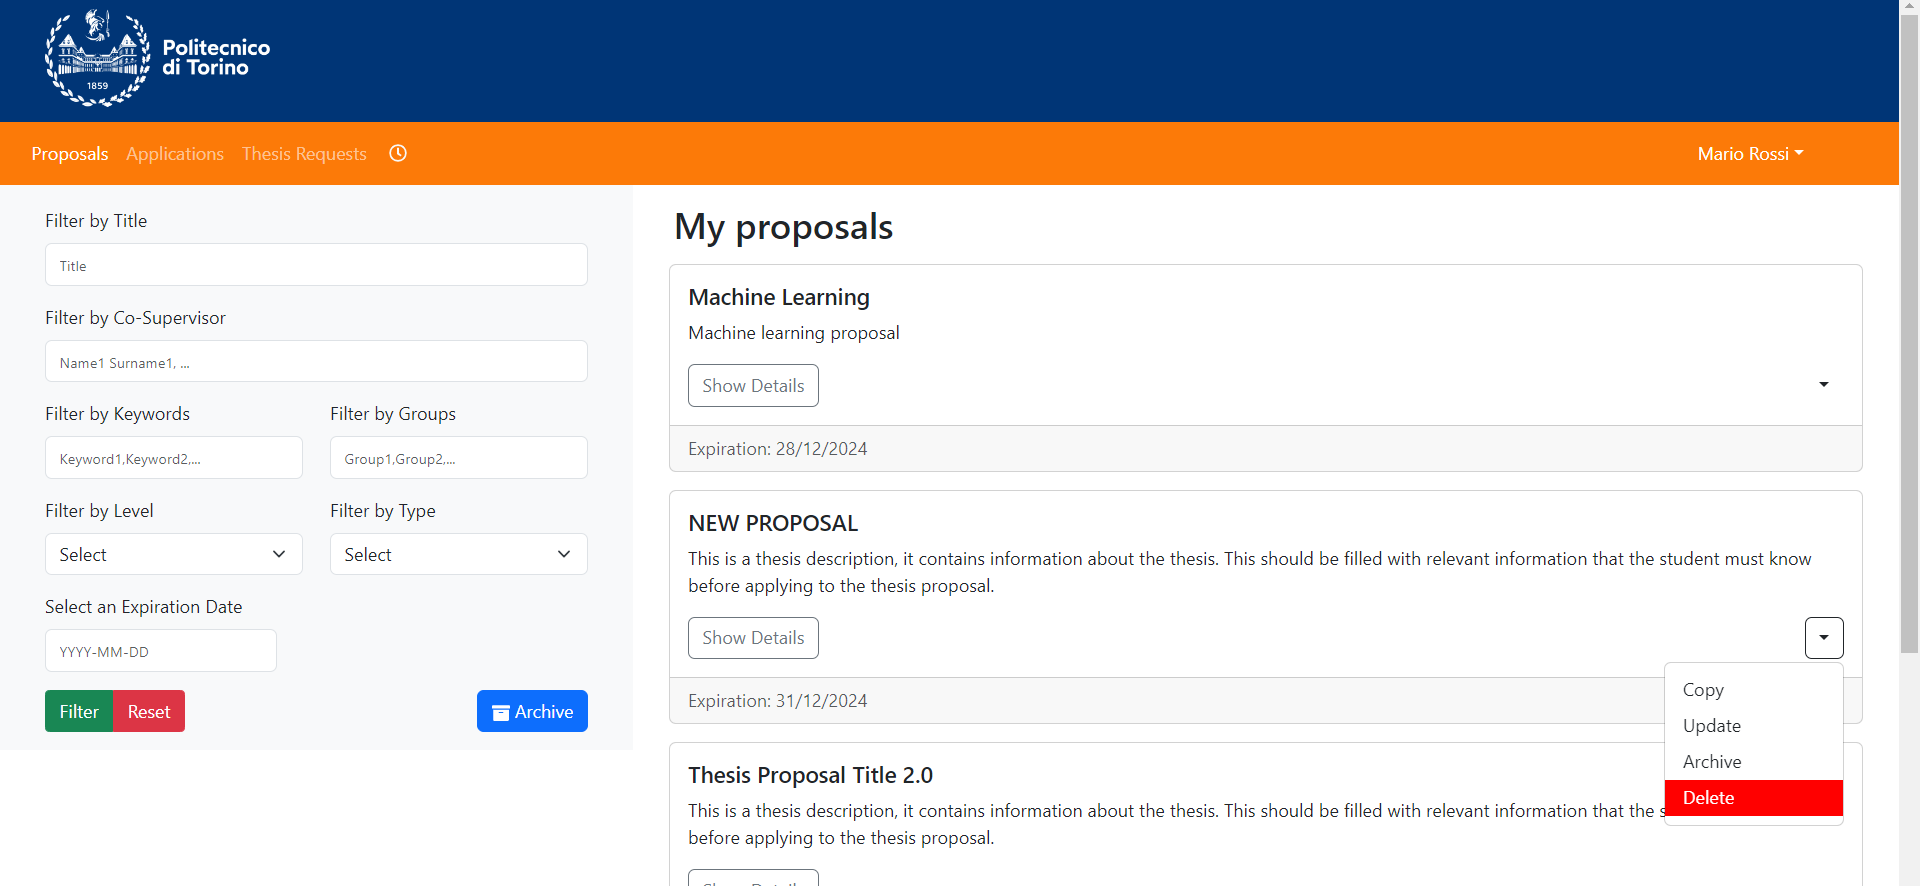 1859
Politecnico
di Torino
Proposals Applications Thesis Requests
Mario Rossi
Filter by Title
Title
Filter by Co-Supervisor
Name1 Surname1, ...
Filter by Keywords
Filter by Groups
Keyword1,Keyword2,...
Group1,Group2,...
Filter by Level
Filter by Type
Select
Select
Select an Expiration Date
YYYY-MM-DD
Filter
Reset
Archive
My proposals
Machine Learning
Machine learning proposal
Show Details
Expiration: 28/12/2024
NEW PROPOSAL
This is a thesis description, it contains information about the thesis. This should be filled with relevant information that the student must know
before applying to the thesis proposal.
Show Details
Expiration: 31/12/2024
Copy
Update
Archive
Delete
Thesis Proposal Title 2.0
This is a thesis description, it contains information about the thesis. This should be filled with relevant information that the s
before applying to the thesis proposal.
Show Details